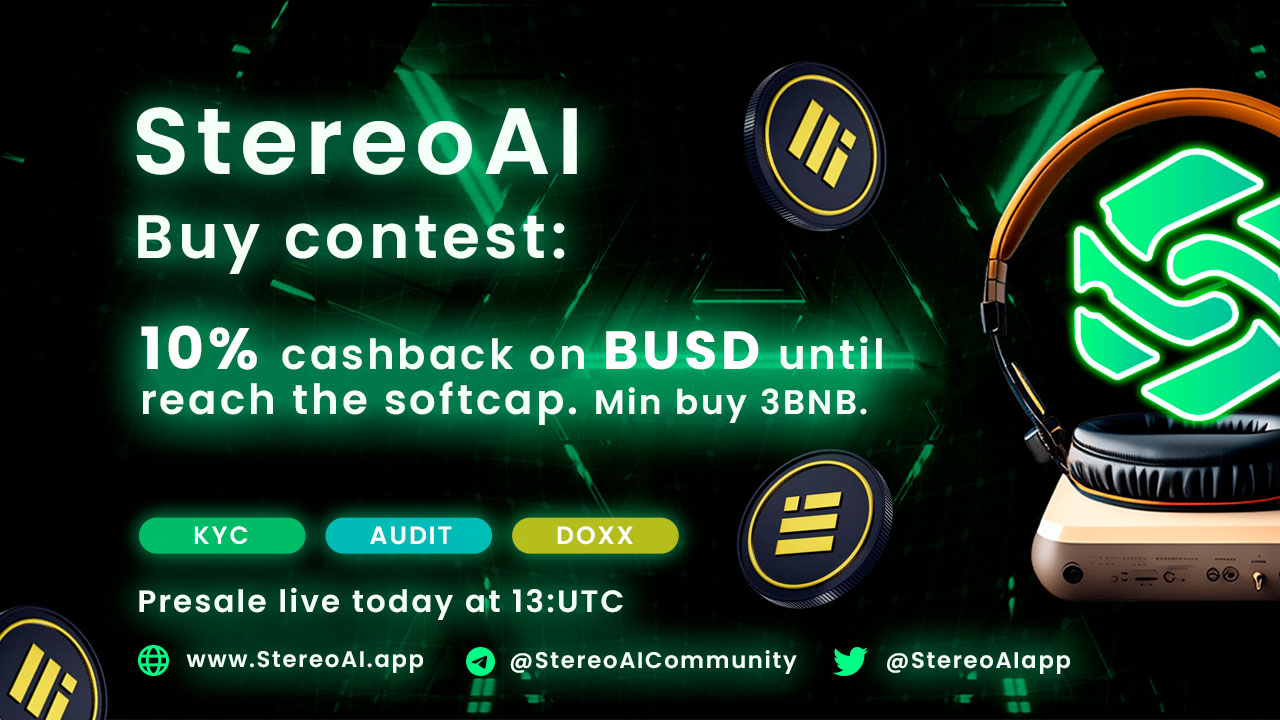 StereoAI
Buy contest:
10% cashback on BUSD until
reach the softcap. Min buy 3BNB.
KYC AUDIT DOXX
Presale live today at 13:UTC
www.StereoAI.app @StereoAICommunity @StereoAIapp